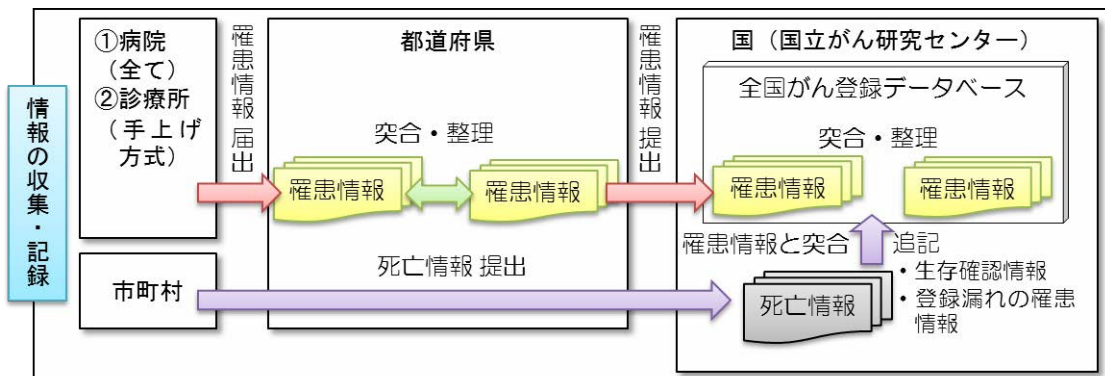 情報の収集・記録
①病院
(全て)
②診療所
(手上げ
方式)
罹患情報 届出
都道府県
突合・整理
罹患情報
罹患情報
罹患情報 提出
国(国立がん研究センター)
全国がん登録データベース
突合・整理
罹患情報
罹患情報
罹患情報と突合
追記
・生存確認情報
・登録漏れの罹患
情報
市町村
死亡情報 提出
死亡情報